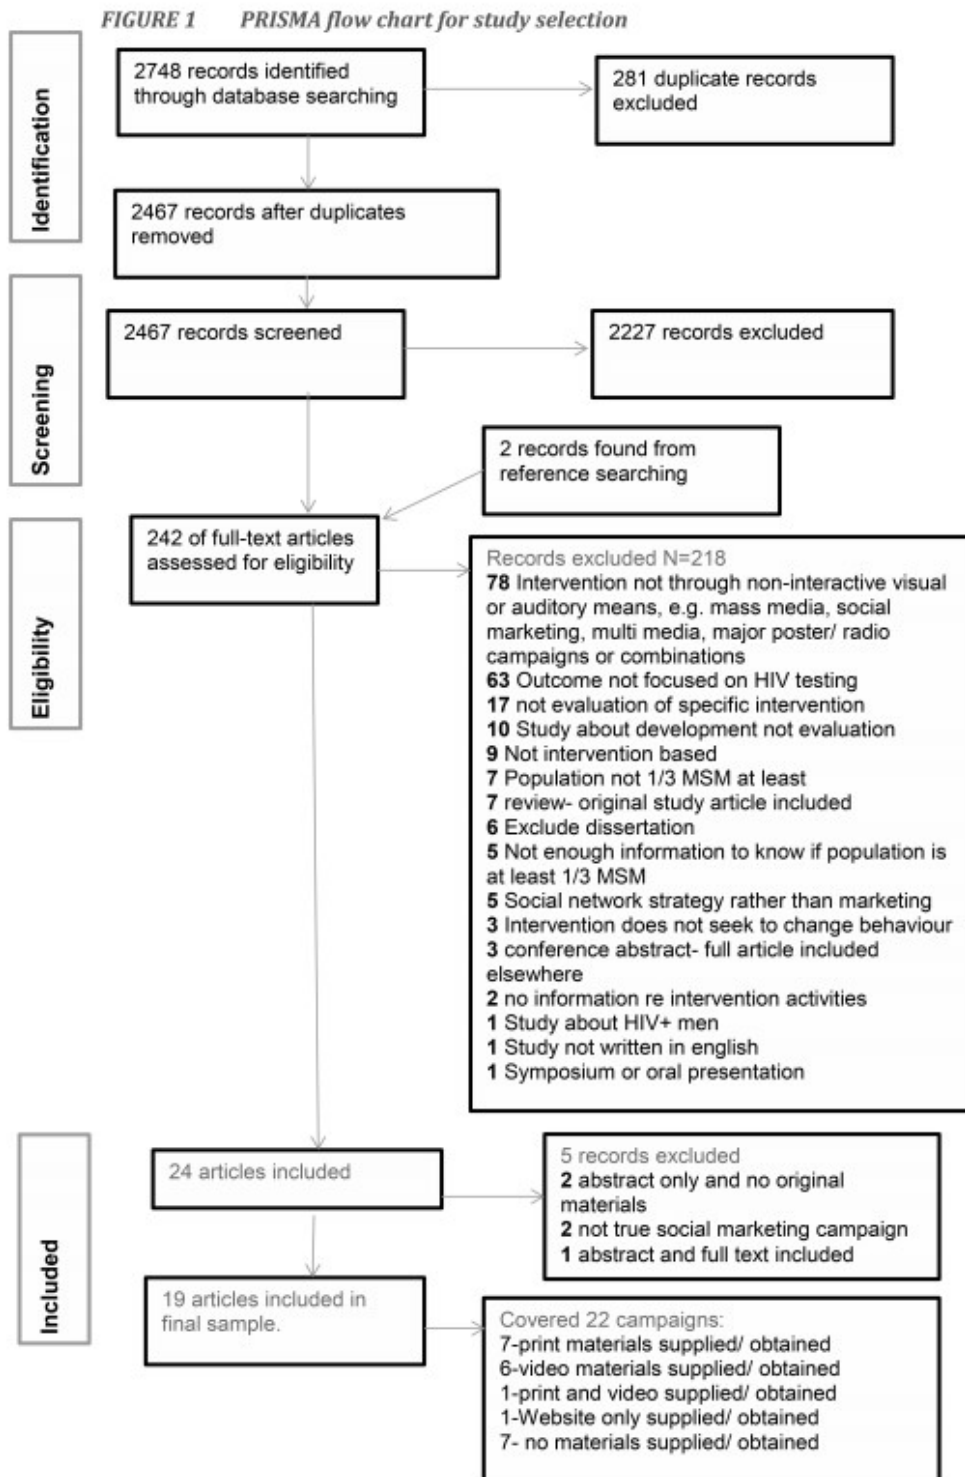 FIGURE 1 PRISMA flow chart for study selection
Identification
2748 records identified
through database searching
281 duplicate records
excluded
2467 records after duplicates
removed
Screening
2467 records screened
2227 records excluded
2 records found from
reference searching
Eligibility
242 of full-text articles
assessed for eligibility
Records excluded N=218
78 Intervention not through non-interactive visual
or auditory means, e.g. mass media, social
marketing, multi media, major poster/ radio
campaigns or combinations
63 Outcome not focused on HIV testing
17 not evaluation of specific intervention
10 Study about development not evaluation
9 Not intervention based
7 Population not 1/3 MSM at least
7 review- original study article included
6 Exclude dissertation
5 Not enough information to know if population is
at least 1/3 MSM
5 Social network strategy rather than marketing
3 Intervention does not seek to change behaviour
3 conference abstract- full article included
elsewhere
2 no information re intervention activities
1 Study about HIV+ men
1 Study not written in english
1 Symposium or oral presentation
Included
24 articles included
5 records excluded
2 abstract only and no original
materials
2 not true social marketing campaign
1 abstract and full text included
19 articles included in
final sample.
Covered 22 campaigns:
7-print materials supplied/ obtained
6-video materials supplied/ obtained
1-print and video supplied/ obtained
1-Website only supplied/ obtained
7- no materials supplied/ obtained